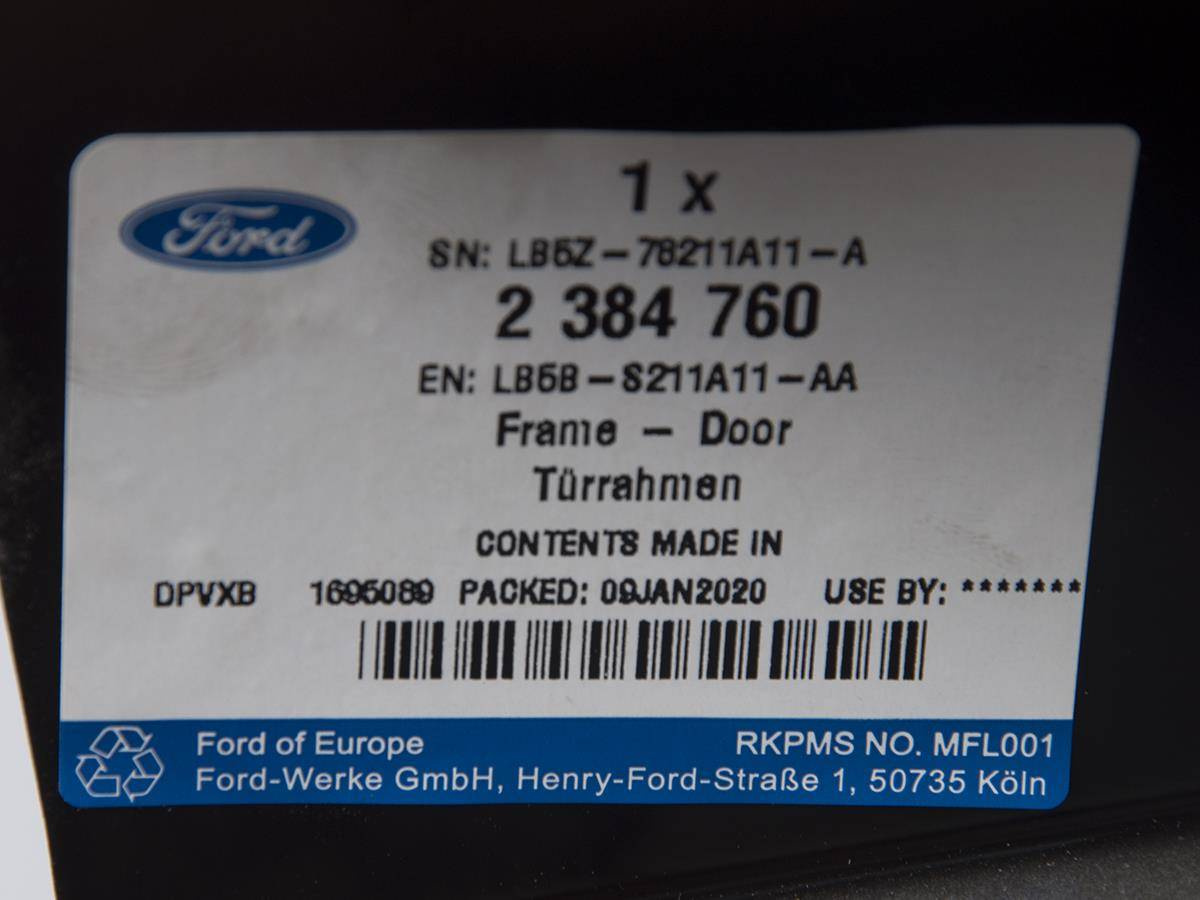 Ford
1 x
SN: LB5Z-78211A11-A
2 384 760
EN: LB5B-S211A11-AA
Frame - Door
Türrahmen
CONTENTS MADE IN
DPVXB 1695089 PACKED: 09JAN2020 USE BY: *******
Ford of Europe RKPMS NO. MFL001
Ford-Werke GmbH, Henry-Ford-Straße 1, 50735 Köln